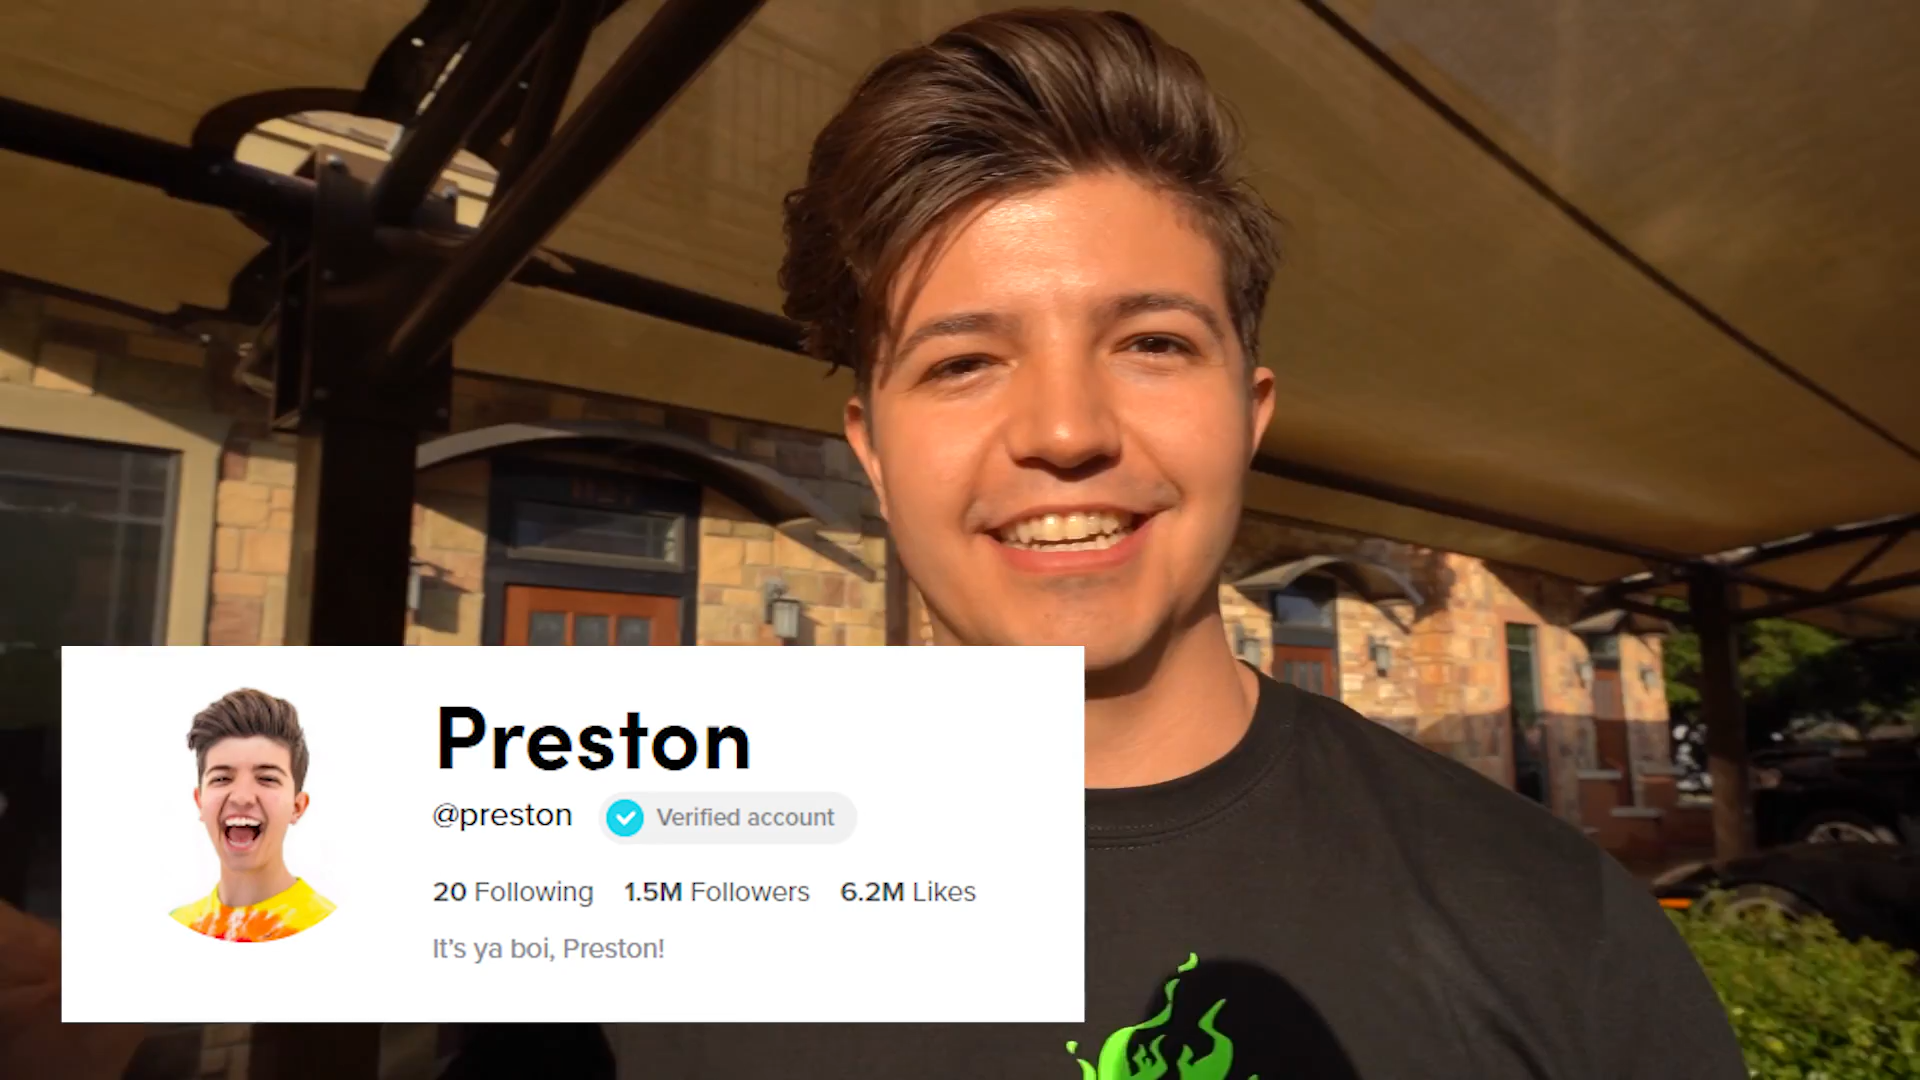 Preston
@preston Verified account
20 Following 1.5M Followers 6.2M Likes
It's ya boi, Preston!